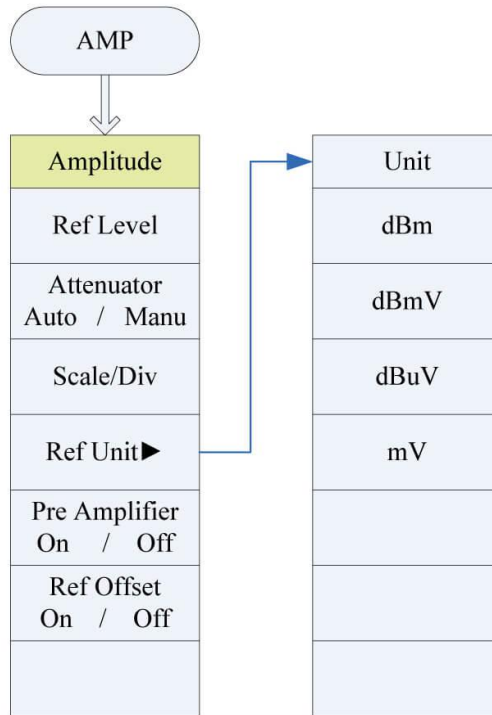 AMP
Amplitude
Ref Level
Attenuator
Auto / Manu
Scale/Div
Ref Unit▶
Pre Amplifier
On / Off
Ref Offset
On / Off
Unit
dBm
dBmV
dBuV
mV